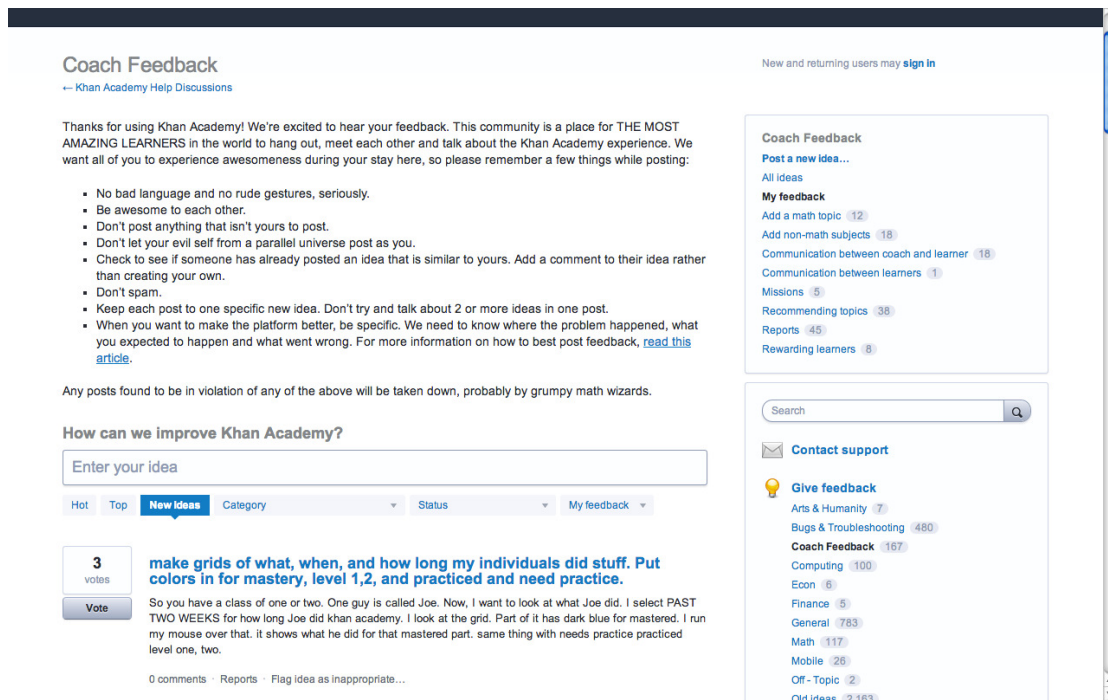 Coach Feedback
← Khan Academy Help Discussions
Thanks for using Khan Academy! We're excited to hear your feedback. This community is a place for THE MOST
AMAZING LEARNERS in the world to hang out, meet each other and talk about the Khan Academy experience. We
want all of you to experience awesomeness during your stay here, so please remember a few things while posting:
No bad language and no rude gestures, seriously.
Be awesome to each other.
Don't post anything that isn't yours to post.
Don't let your evil self from a parallel universe post as you.
Check to see if someone has already posted an idea that is similar to yours. Add a comment to their idea rather
than creating your own.
Don't spam.
Keep each post to one specific new idea. Don't try and talk about 2 or more ideas in one post.
When you want to make the platform better, be specific. We need to know where the problem happened, what
you expected to happen and what went wrong. For more information on how to best post feedback, read this
article.
Any posts found to be in violation of any of the above will be taken down, probably by grumpy math wizards.
How can we improve Khan Academy?
Enter your idea
Hot Top New ideas Category Status My feedback
3
votes
Vote
make grids of what, when, and how long my individuals did stuff. Put
colors in for mastery, level 1,2, and practiced and need practice.
So you have a class of one or two. One guy is called Joe. Now, I want to look at what Joe did. I select PAST
TWO WEEKS for how long Joe did khan academy. I look at the grid. Part of it has dark blue for mastered. I run
my mouse over that. it shows what he did for that mastered part. same thing with needs practice practiced
level one, two.
0 comments · Reports · Flag idea as inappropriate…
New and returning users may sign in
Coach Feedback
Post a new idea…
All ideas
My feedback
Add a math topic 12
Add non-math subjects 18
Communication between coach and learner 18
Communication between learners 1
Missions 5
Recommending topics 38
Reports 45
Rewarding learners 8
Search
Contact support
Give feedback
Arts & Humanity 7
Bugs & Troubleshooting 480
Coach Feedback 167
Computing 100
Econ 6
Finance 5
General 783
Math 117
Mobile 26
Off - Topic 2
Old ideas 2,163